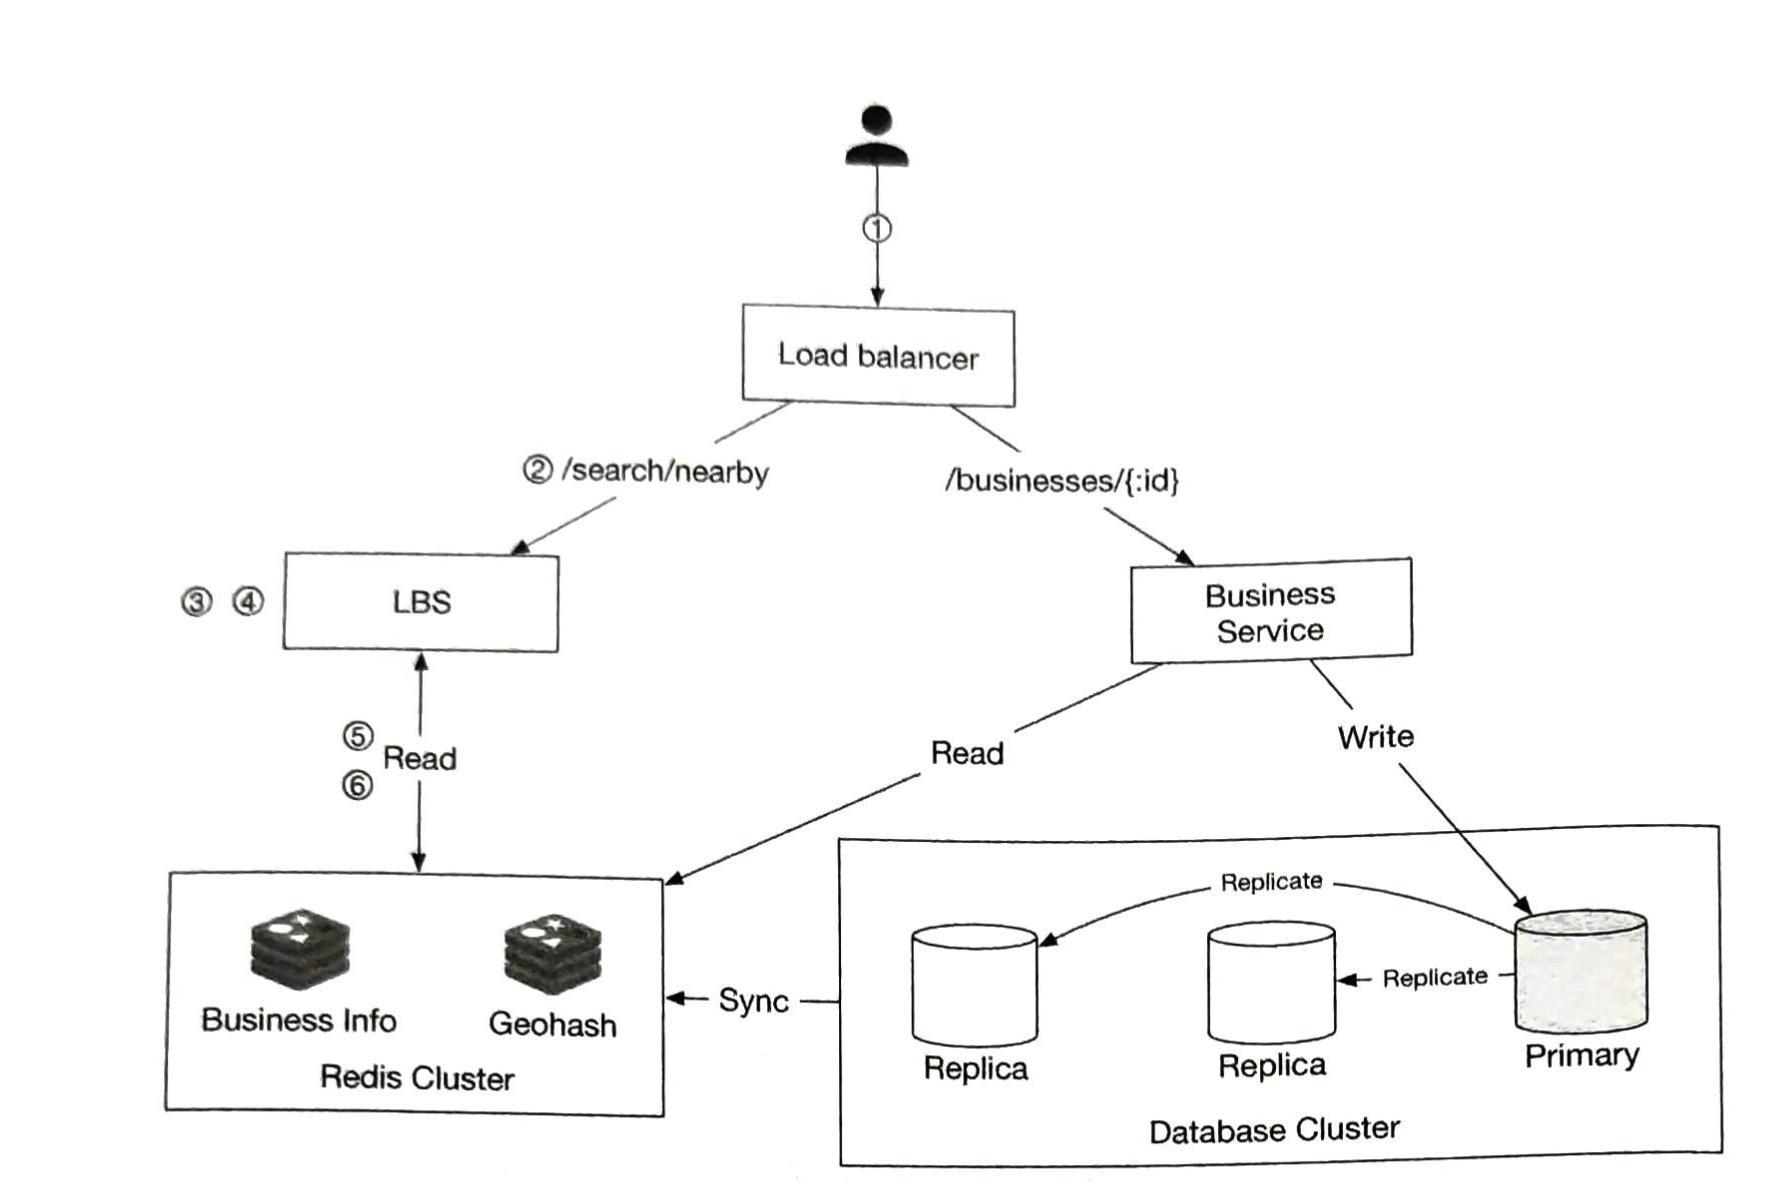 ①
Load balancer
② /search/nearby
/businesses/{:id}
③ ④
LBS
Business
Service
⑤
Read
⑥
Read
Write
Replicate
Replicate
Sync
Business Info
Geohash
Redis Cluster
Replica
Replica
Primary
Database Cluster